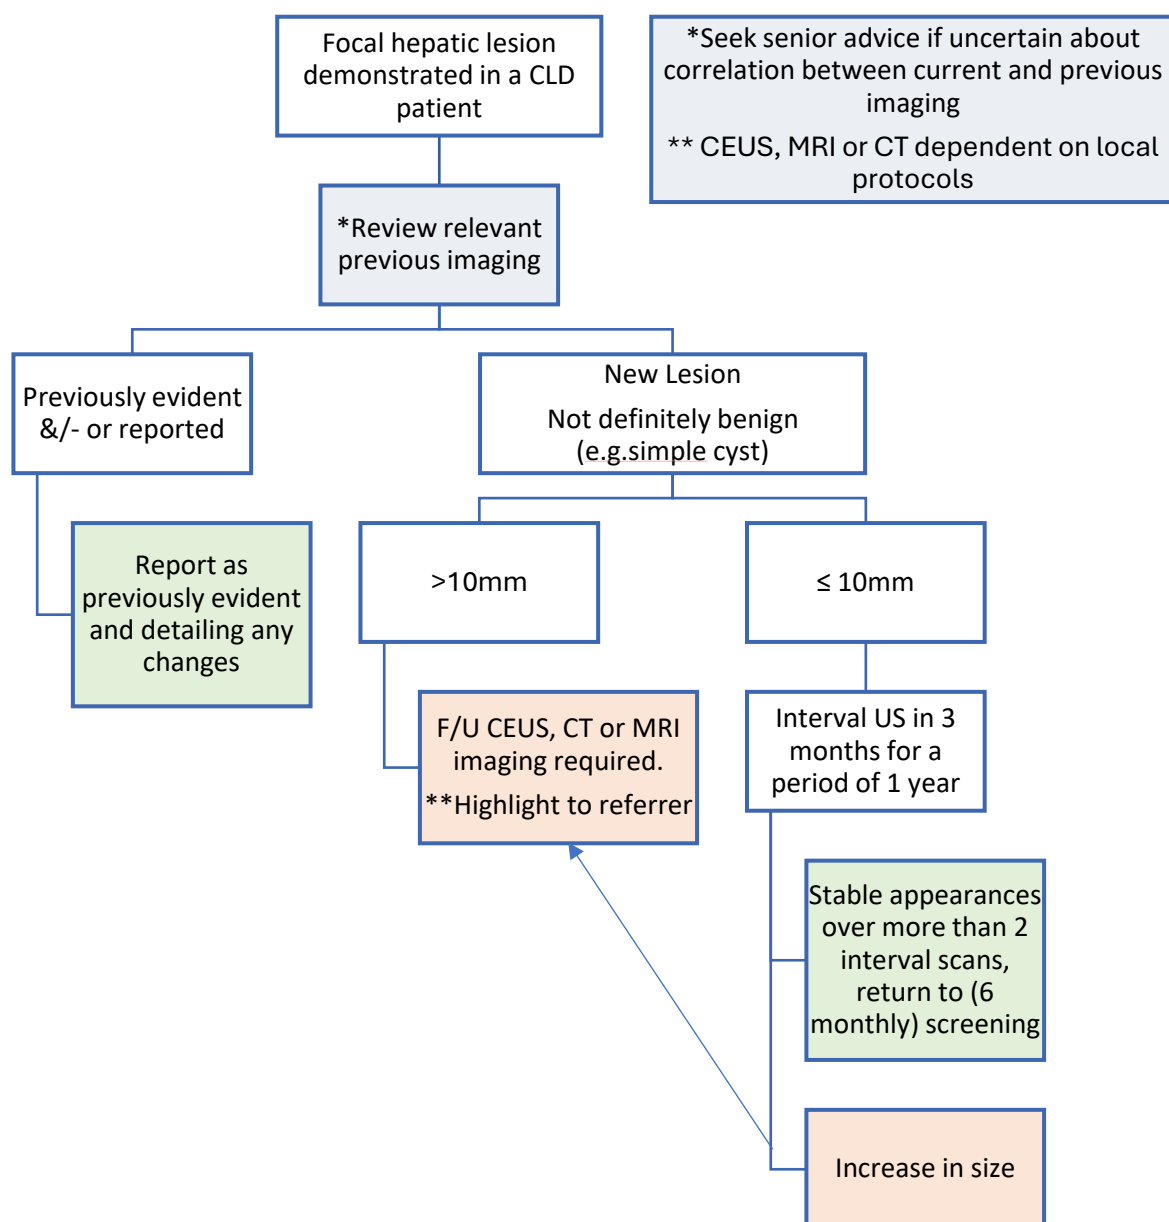 Focal hepatic lesion
demonstrated in a CLD
patient
*Seek senior advice if uncertain about
correlation between current and previous
imaging
** CEUS, MRI or CT dependent on local
protocols
*Review relevant
previous imaging
Previously evident
&/- or reported
New Lesion
Not definitely benign
(e.g.simple cyst)
Report as
previously evident
and detailing any
changes
>10mm
≤ 10mm
F/U CEUS, CT or MRI
imaging required.
**Highlight to referrer
Interval US in 3
months for a
period of 1 year
Stable appearances
over more than 2
interval scans,
return to (6
monthly) screening
Increase in size